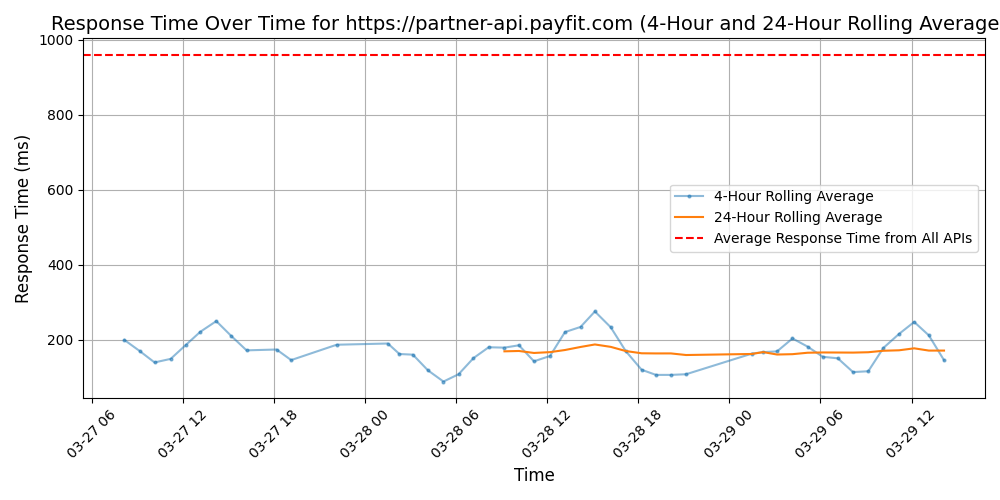 Response Time Over Time for https://partner-api.payfit.com (4-Hour and 24-Hour Rolling Average
1000
800
600
400
200
Response Time (ms)
4-Hour Rolling Average
24-Hour Rolling Average
Average Response Time from All APIs
03-27 06
03-27 12
03-27 18
03-28 00
03-28 06
03-28 12
03-28 18
03-29 00
03-29 06
03-29 12
Time